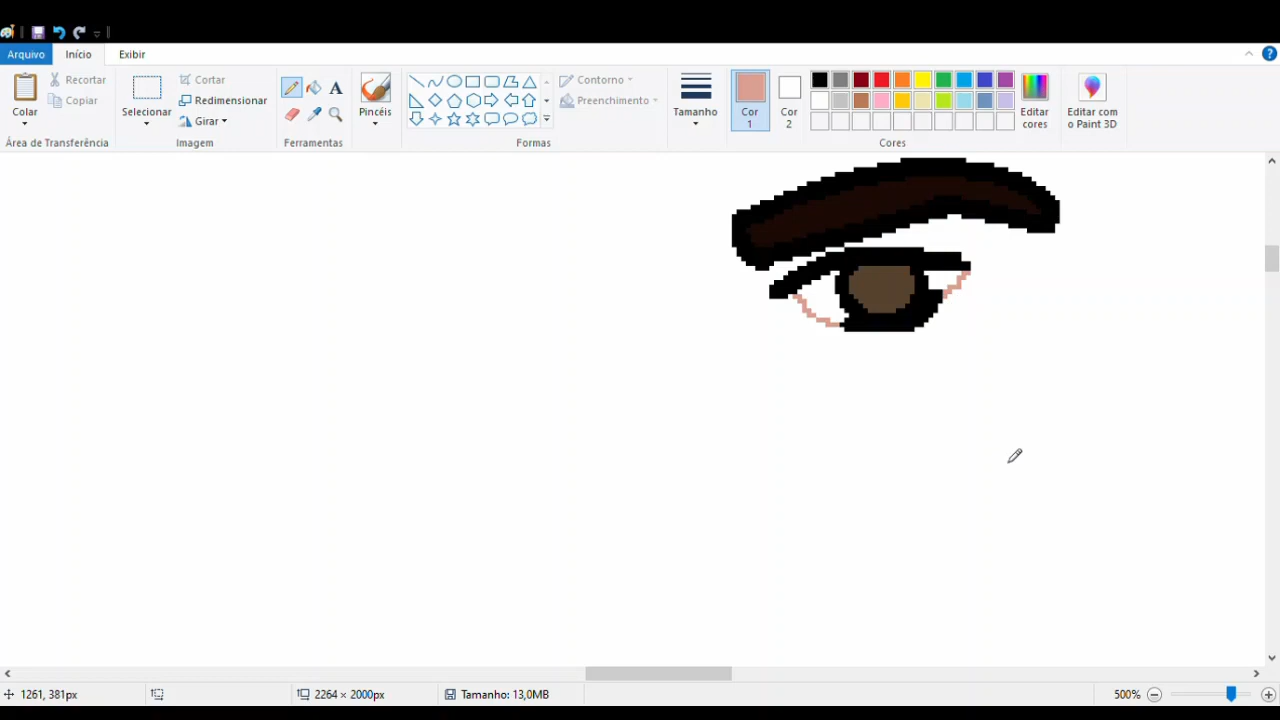 Arquivo Início Exibir
Colar
Recortar
Copiar
Área de Transferência
Selecionar
Cortar
Redimensionar
Girar
Imagem
A
Ferramentas
Pincéis
Contorno
Preenchimento
Formas
Tamanho
Cor
1
Cor
2
Editar
cores
Cores
Editar com
o Paint 3D
1261, 381px
2264 × 2000px
Tamanho: 13,0MB
500%